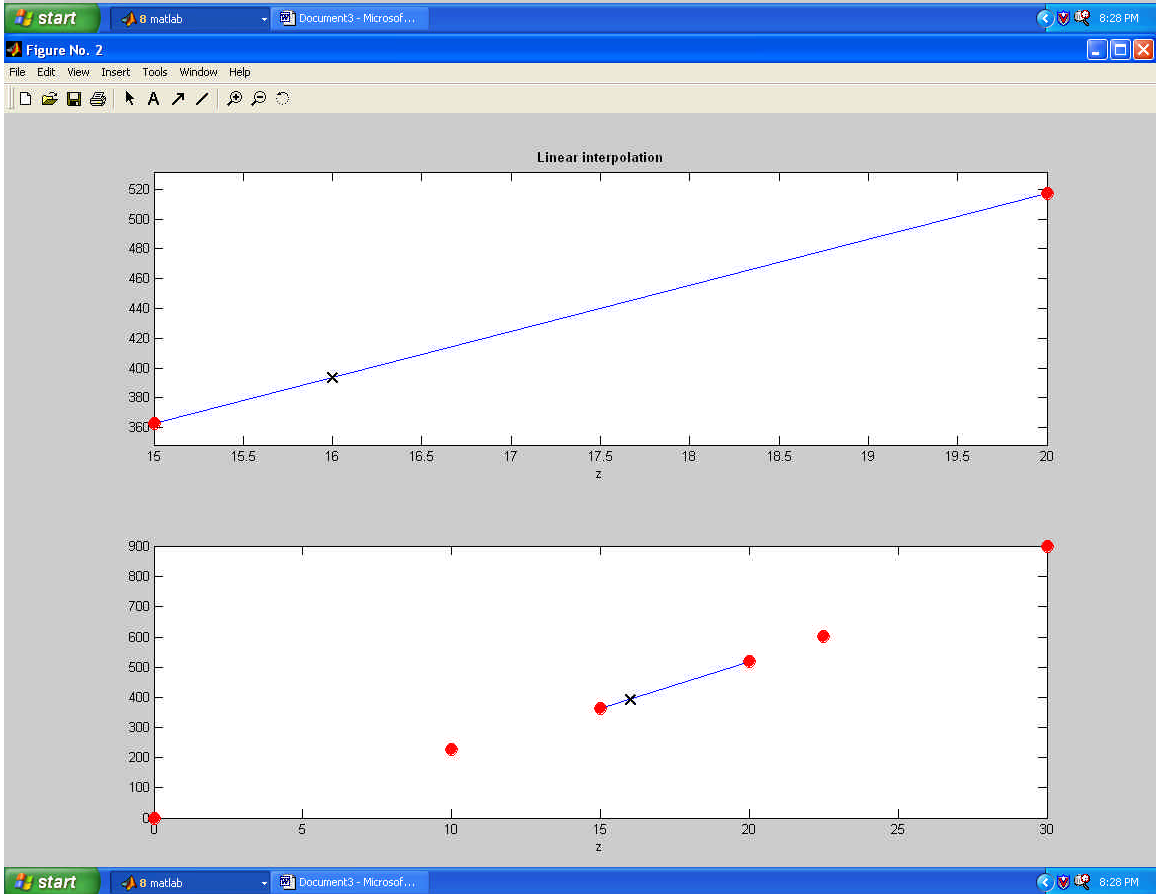 start 8 matlab Document3 - Microsof... 8:28 PM
Figure No. 2
File Edit View Insert Tools Window Help
A
Linear interpolation
520
500
480
460
440
420
400
380
360
15 15.5 16 16.5 17 17.5 18 18.5 19 19.5 20
z
900
800
700
600
500
400
300
200
100
0
0 5 10 15 20 25 30
z
start 8 matlab Document3 - Microsof... 8:28 PM